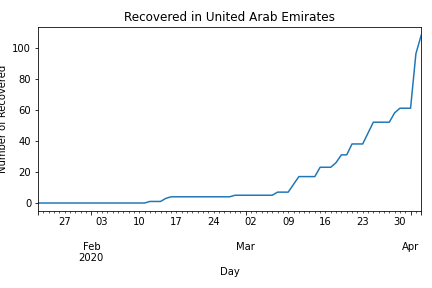 Recovered in United Arab Emirates
Number of Recovered
100
80
60
40
20
0
27 03 10 17 24 02 09 16 23 30
Feb Mar Apr
2020
Day